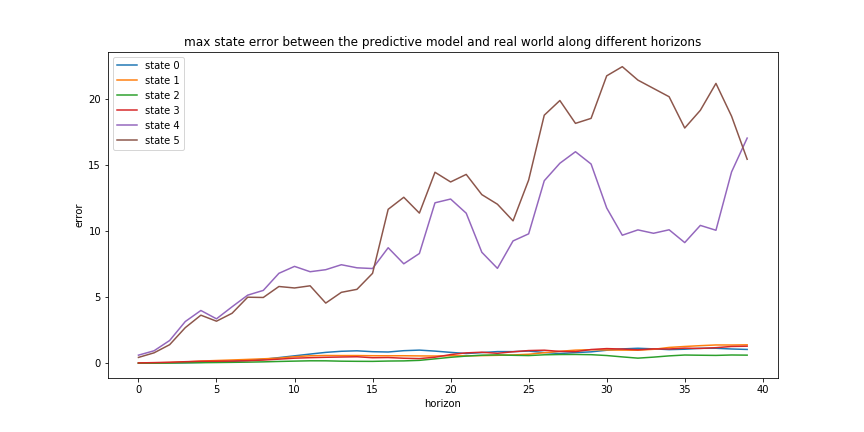 max state error between the predictive model and real world along different horizons
state 0
state 1
state 2
state 3
state 4
state 5
20
15
10
5
0
error
0 5 10 15 20 25 30 35 40
horizon